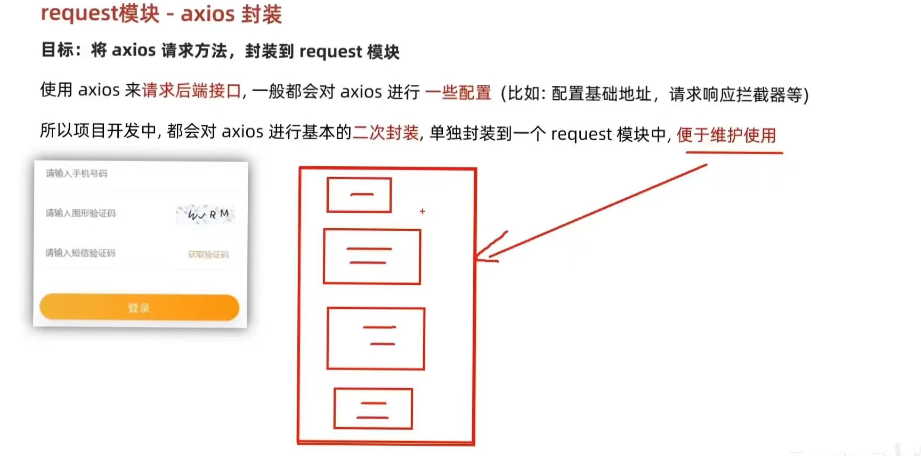 request模块 - axios 封装
目标：将 axios 请求方法，封装到 request 模块
使用 axios 来请求后端接口, 一般都会对 axios 进行 一些配置 (比如: 配置基础地址，请求响应拦截器等)
所以项目开发中, 都会对 axios 进行基本的二次封装, 单独封装到一个 request 模块中, 便于维护使用
请输入手机号码
请输入图形验证码
W V R M
请输入短信验证码 获取验证码
登录